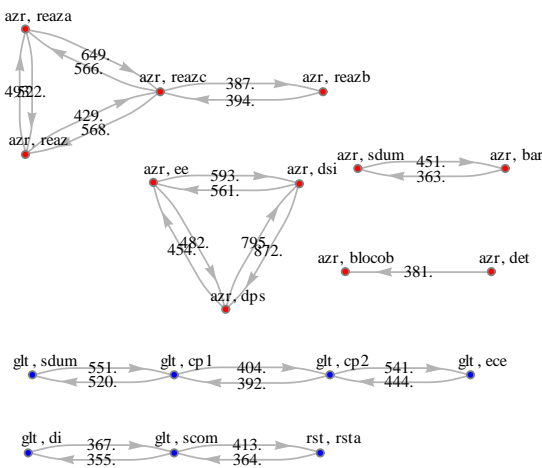 azr, reaza
649.
566.
azr, reazc
387.
394.
azr, reazb
493.
522.
429.
568.
azr, reaz
azr, ee
593.
561.
azr, dsi
azr, sdum
451.
363.
azr, bar
482.
454.
795.
872.
azr, dps
azr, blocob
381.
azr, det
glt, sdum
551.
520.
glt, cp1
404.
392.
glt, cp2
541.
444.
glt, ece
glt, di
367.
355.
glt, scom
413.
364.
rst, rsta